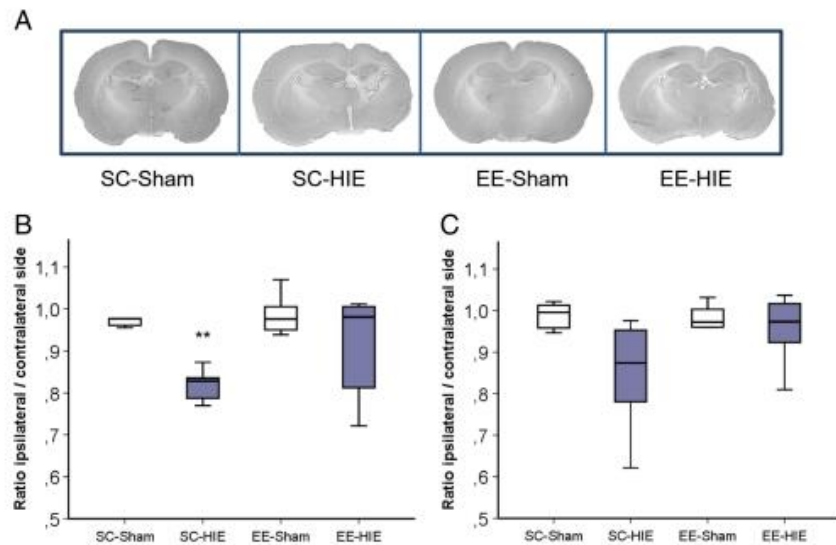 A
SC-Sham SC-HIE EE-Sham EE-HIE
B
Ratio ipsilateral / contralateral side
1,1
1,0
,9
,8
,7
,6
,5
**
SC-Sham SC-HIE EE-Sham EE-HIE
C
Ratio ipsilateral / contralateral side
1,1
1,0
,9
,8
,7
,6
,5
SC-Sham SC-HIE EE-Sham EE-HIE